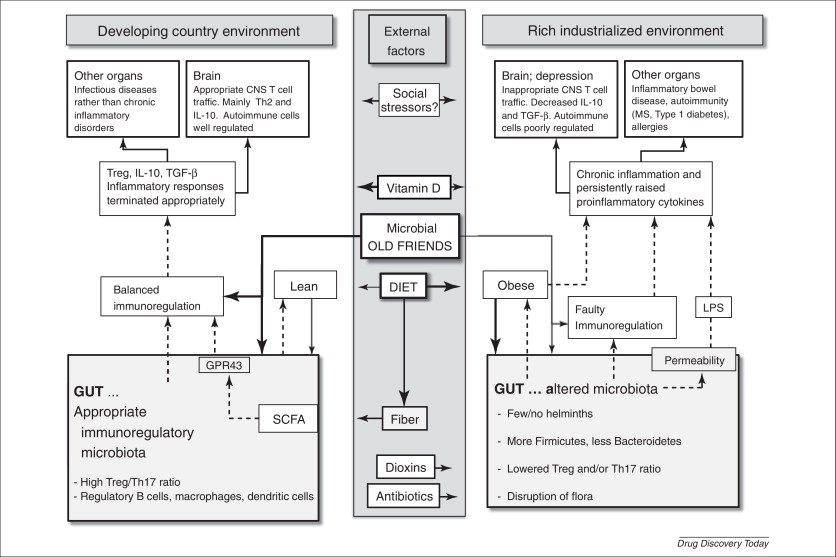 Developing country environment
External
factors
Rich industrialized environment
Other organs
Infectious diseases
rather than chronic
inflammatory
disorders
Brain
Appropriate CNS T cell
traffic. Mainly Th2 and
IL-10. Autoimmune cells
well regulated
Social
stressors?
Brain; depression
Inappropriate CNS T cell
traffic. Decreased IL-10
and TGF-β. Autoimmune
cells poorly regulated
Other organs
Inflammatory bowel
disease, autoimmunity
(MS, Type 1 diabetes),
allergies
Treg, IL-10, TGF-β
Inflammatory responses
terminated appropriately
Vitamin D
Chronic inflammation and
persistently raised
proinflammatory cytokines
Microbial
OLD FRIENDS
Balanced
immunoregulation
Lean
DIET
Obese
Faulty
Immunoregulation
LPS
GPR43
Permeability
GUT ...
Appropriate
immunoregulatory
microbiota
SCFA
- High Treg/Th17 ratio
- Regulatory B cells, macrophages, dendritic cells
Fiber
Dioxins
Antibiotics
GUT ... altered microbiota
- Few/no helminths
- More Firmicutes, less Bacteroidetes
- Lowered Treg and/or Th17 ratio
- Disruption of flora
Drug Discovery Today